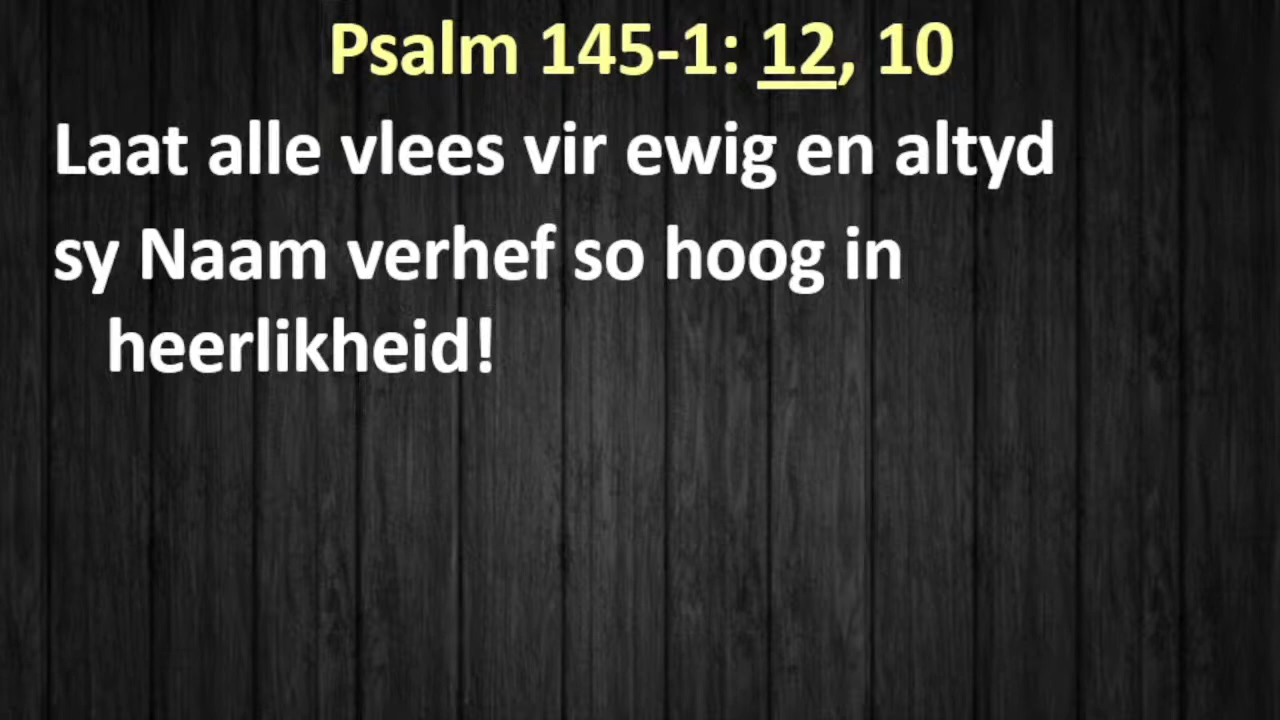 Psalm 145-1: 12, 10
Laat alle vlees vir ewig en altyd
sy Naam verhef so hoog in
heerlikheid!